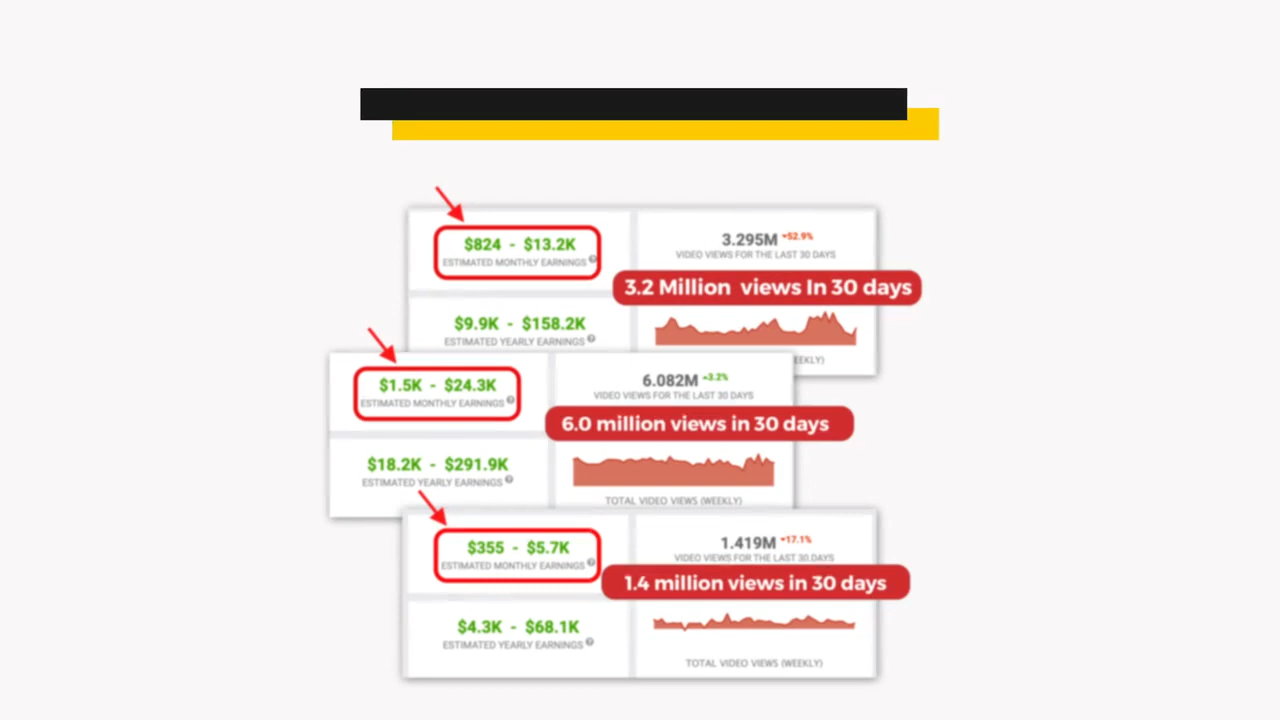 $824 - $13.2K
ESTIMATED MONTHLY EARNINGS
3.295M -52.9%
VIDEO VIEWS FOR THE LAST 30 DAYS
3.2 Million views In 30 days
$9.9K - $158.2K
ESTIMATED YEARLY EARNINGS
EEKLY)
$1.5K - $24.3K
ESTIMATED MONTHLY EARNINGS
6.082M 3.2%
VIDEO VIEWS FOR THE LAST 30 DAYS
6.0 million views in 30 days
$18.2K - $291.9K
ESTIMATED YEARLY EARNINGS
TOTAL VIDEO VIEWS (WEEKLY)
$355 - $5.7K
ESTIMATED MONTHLY EARNINGS
1.419M 17.1%
VIDEO VIEWS FOR THE LAST 30 DAYS
1.4 million views in 30 days
$4.3K - $68.1K
ESTIMATED YEARLY EARNINGS
TOTAL VIDEO VIEWS (WEEKLY)